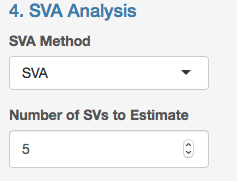 4. SVA Analysis
SVA Method
SVA
Number of SVs to Estimate
5